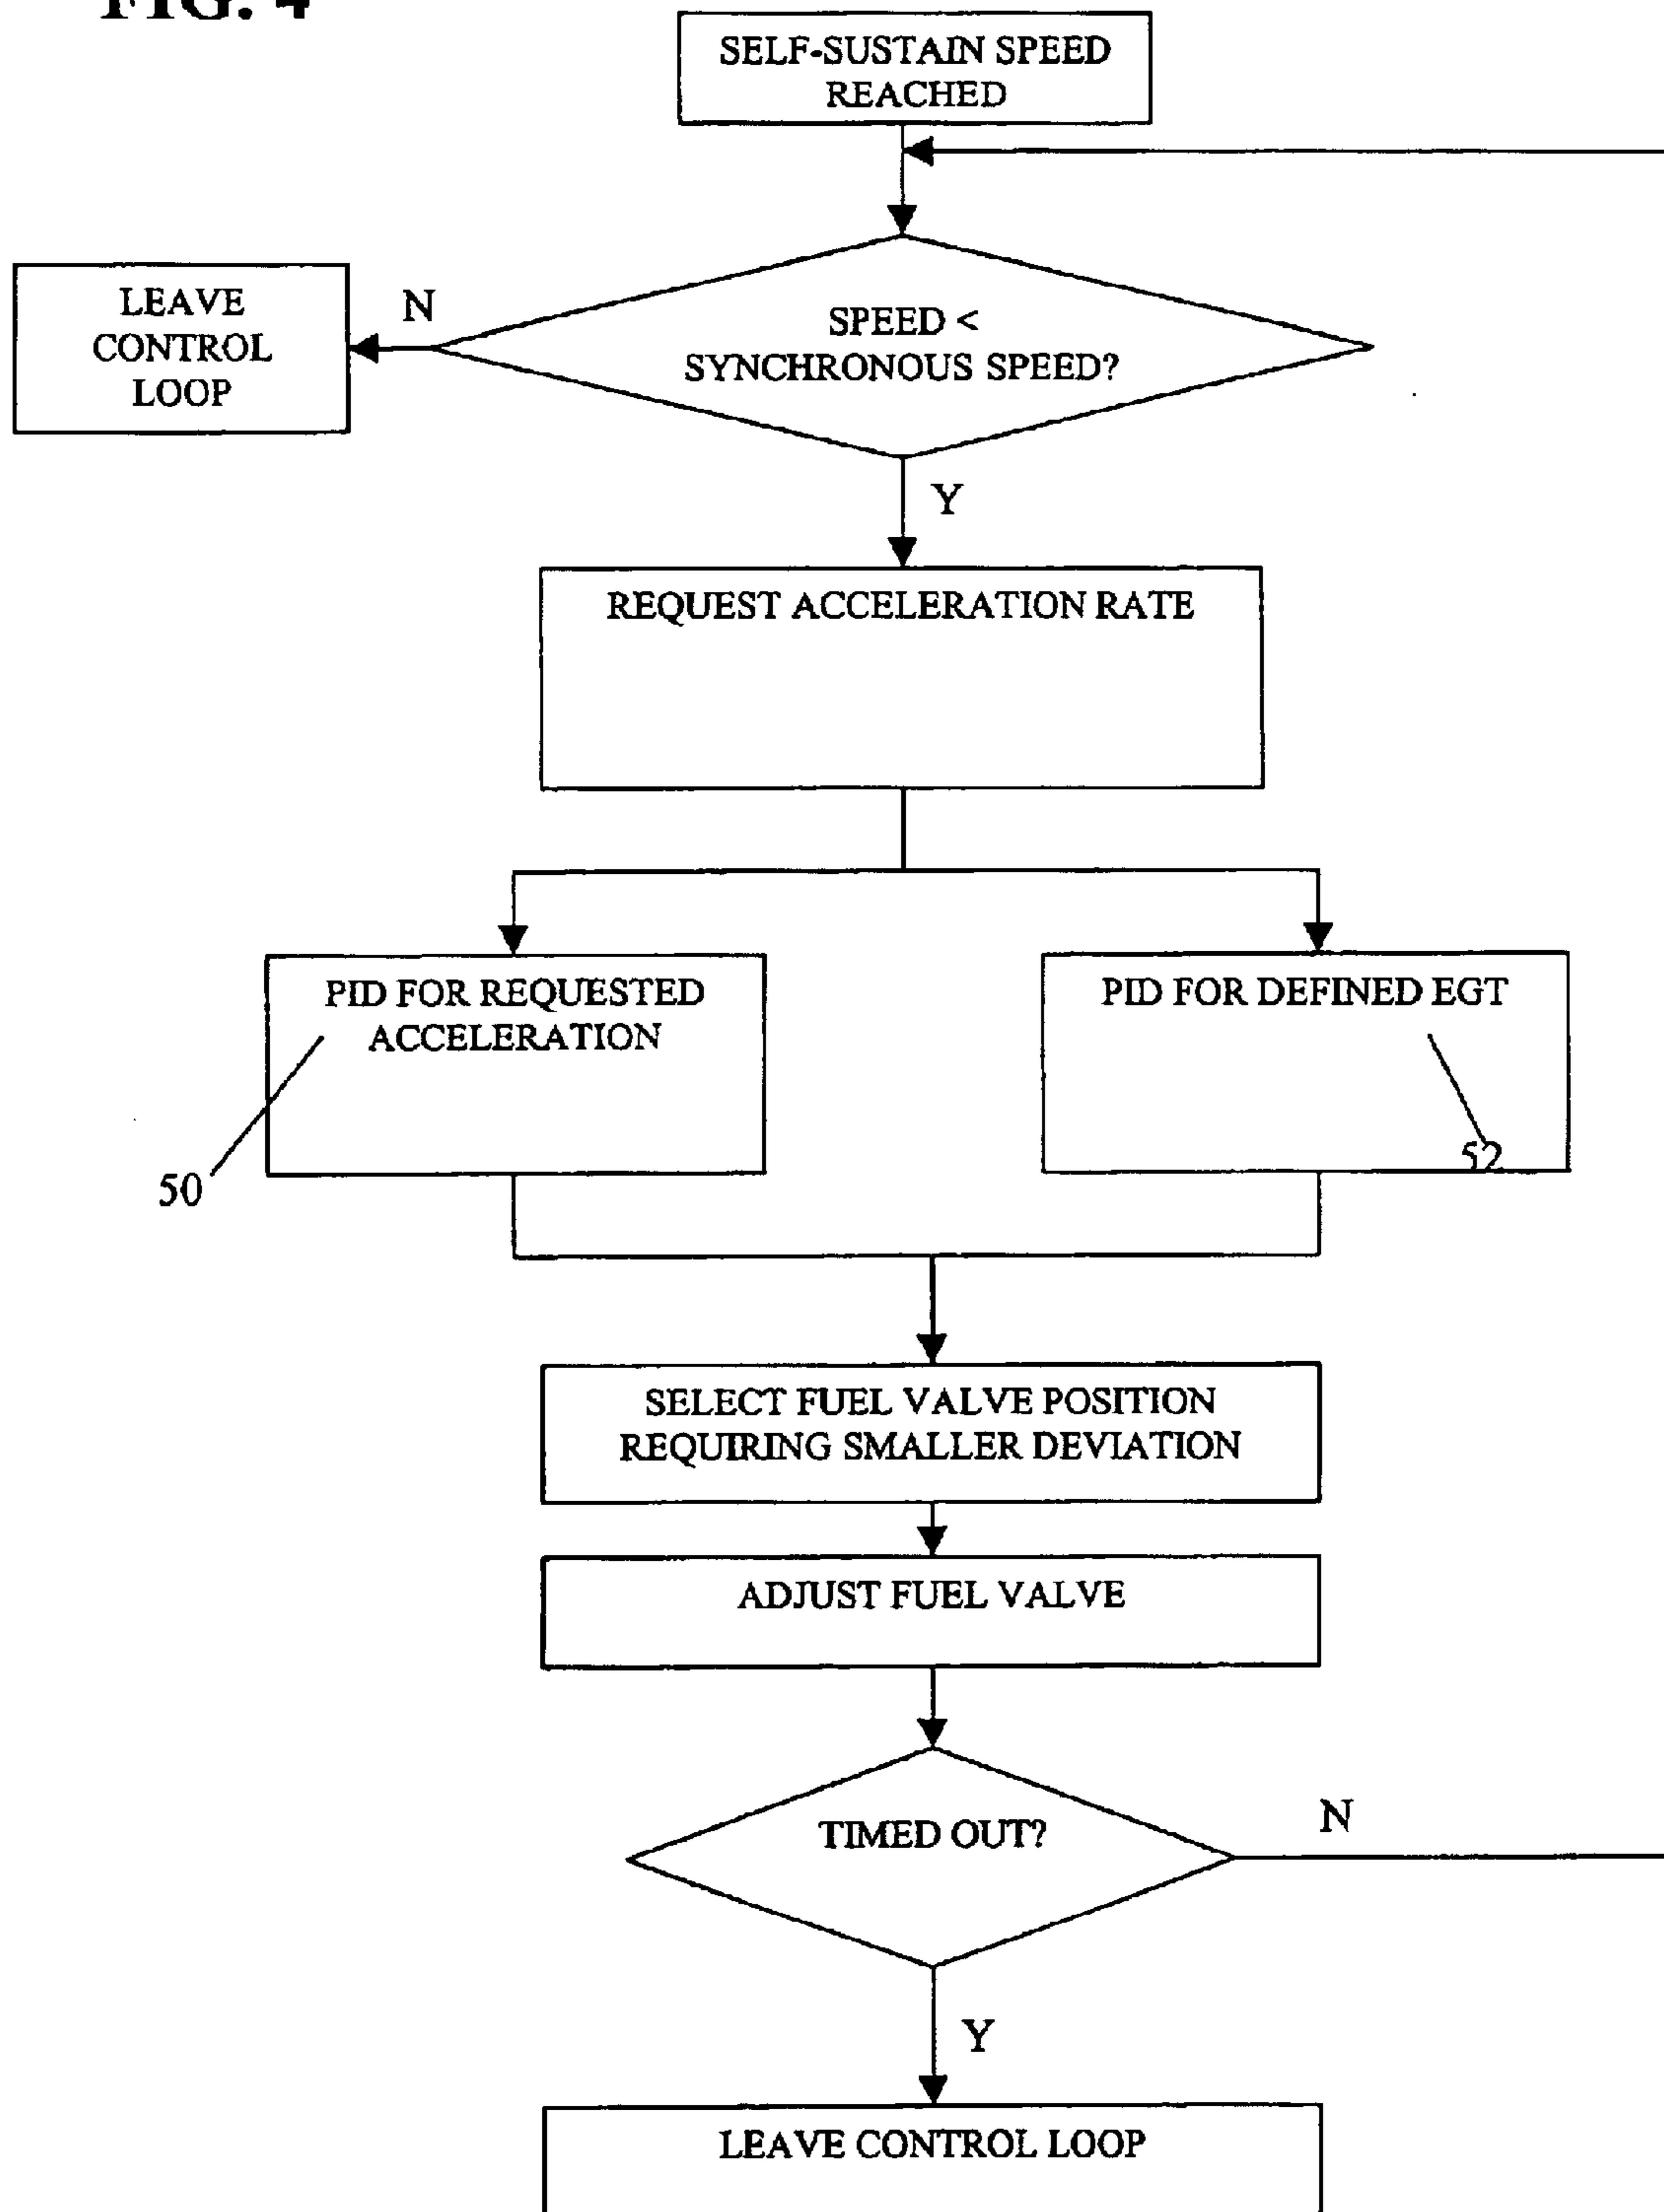 FIG. 4
SELF-SUSTAIN SPEED
REACHED
LEAVE
CONTROL
LOOP
N
SPEED <
SYNCHRONOUS SPEED?
Y
REQUEST ACCELERATION RATE
PID FOR REQUESTED
ACCELERATION
PID FOR DEFINED EGT
50
52
SELECT FUEL VALVE POSITION
REQUIRING SMALLER DEVIATION
ADJUST FUEL VALVE
TIMED OUT?
N
Y
LEAVE CONTROL LOOP